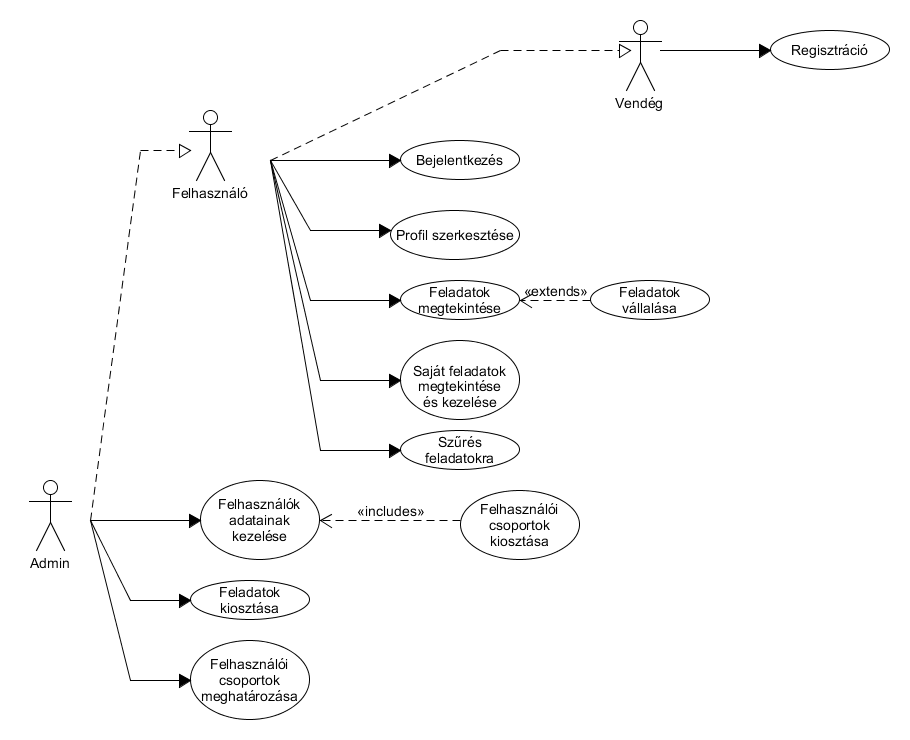 Regisztráció
Vendég
Bejelentkezés
Felhasználó
Profil szerkesztése
Feladatok
megtekintése
«extends»
Feladatok
vállalása
Saját feladatok
megtekintése
és kezelése
Szűrés
feladatokra
Admin
Felhasználók
adatainak
kezelése
«includes»
Felhasználói
csoportok
kiosztása
Feladatok
kiosztása
Felhasználói
csoportok
meghatározása